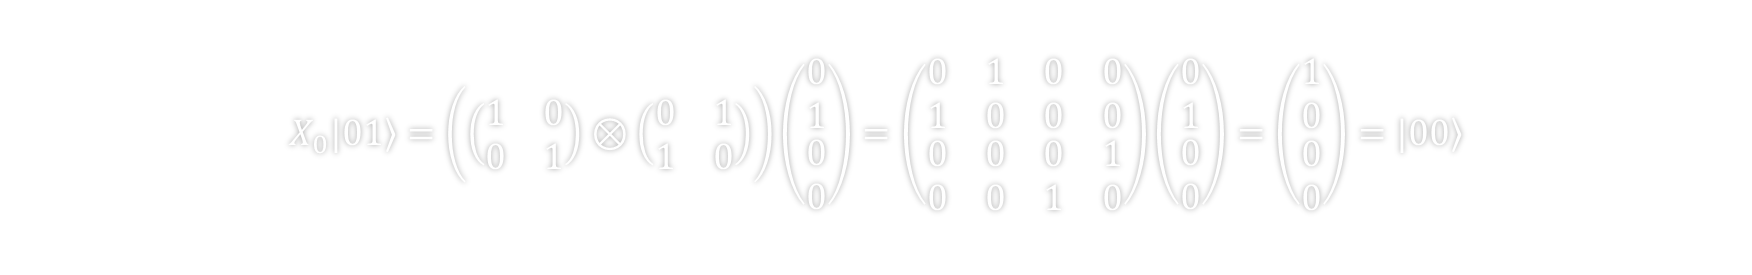 X₀|01⟩ = ((1 0; 0 1) ⊗ (0 1; 1 0)) (0; 1; 0; 0) = (0 1 0 0; 1 0 0 0; 0 0 0 1; 0 0 1 0) (0; 1; 0; 0) = (1; 0; 0; 0) = |00⟩